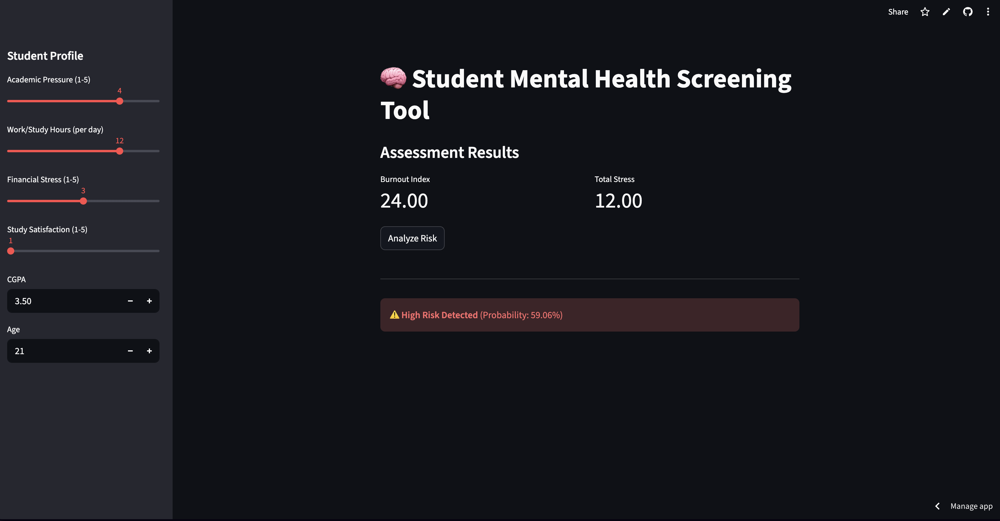 Share
Student Profile
Academic Pressure (1-5)
4
Work/Study Hours (per day)
12
Financial Stress (1-5)
3
Study Satisfaction (1-5)
1
CGPA
3.50
Age
21
Student Mental Health Screening
Tool
Assessment Results
Burnout Index
Total Stress
24.00
12.00
Analyze Risk
High Risk Detected (Probability: 59.06%)
Manage app